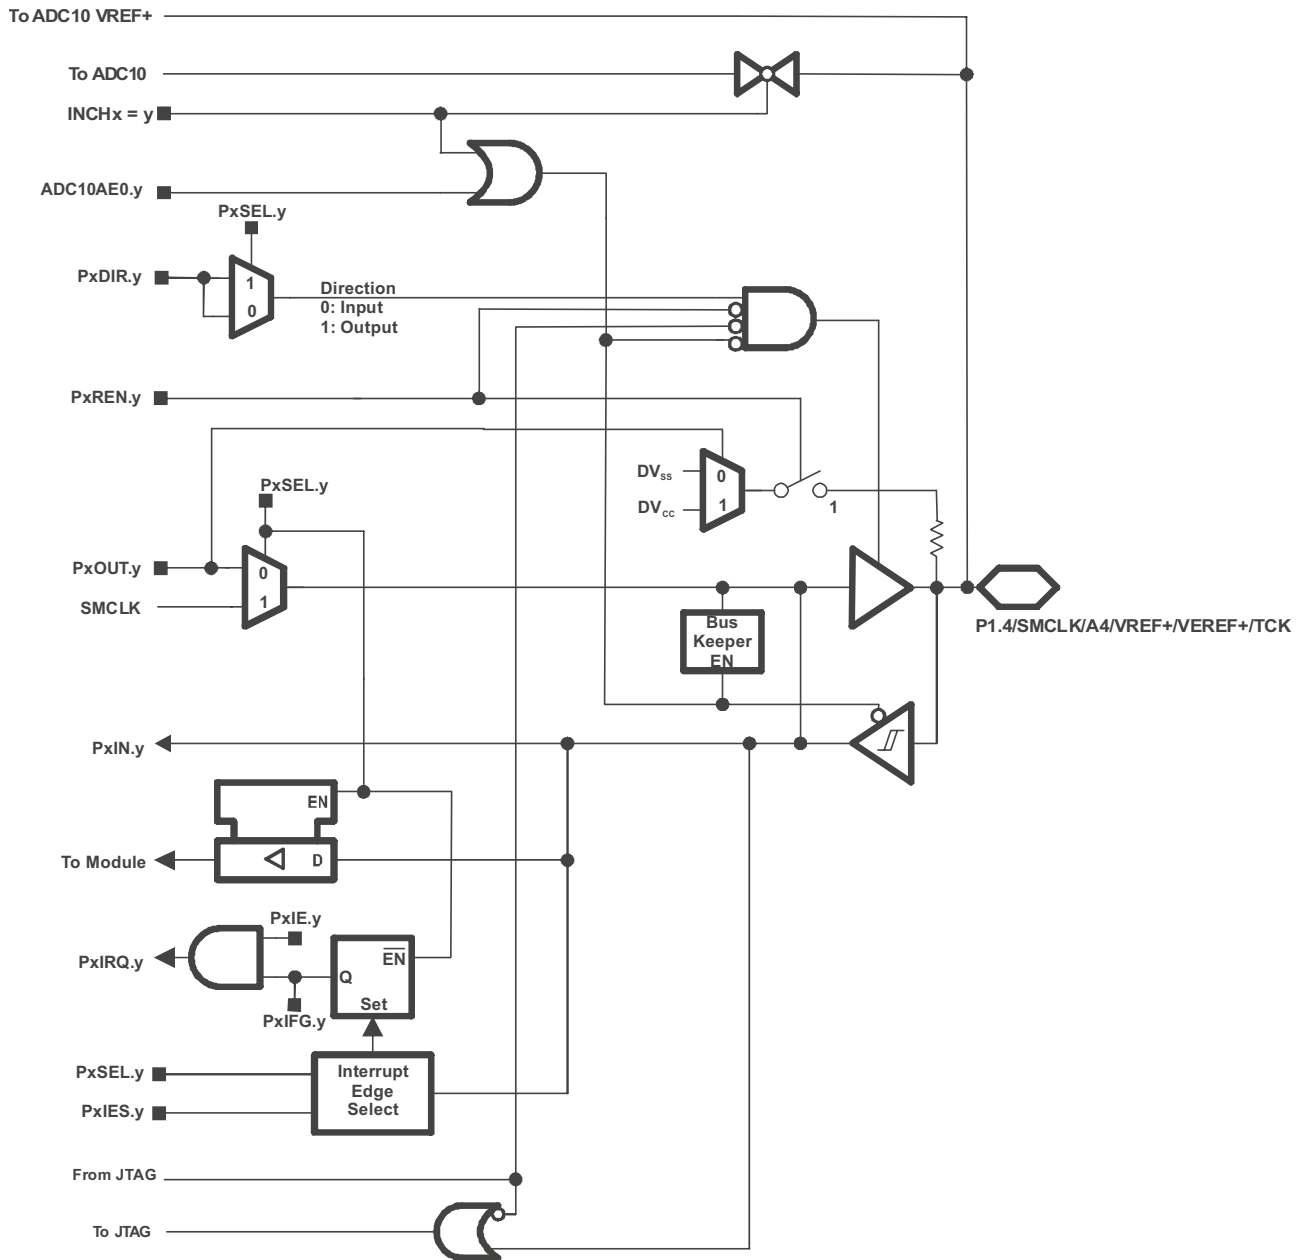 To ADC10 VREF+
To ADC10
INCHx = y
ADC10AE0.y
PxSEL.y
PxDIR.y
1
0
Direction
0: Input
1: Output
PxREN.y
DVss
DVcc
0
1
1
PxSEL.y
PxOUT.y
SMCLK
0
1
Bus
Keeper
EN
P1.4/SMCLK/A4/VREF+/VEREF+/TCK
PxIN.y
EN
To Module
D
PxIE.y
PxIRQ.y
EN
Q
Set
PxIFG.y
PxSEL.y
PxIES.y
Interrupt
Edge
Select
From JTAG
To JTAG